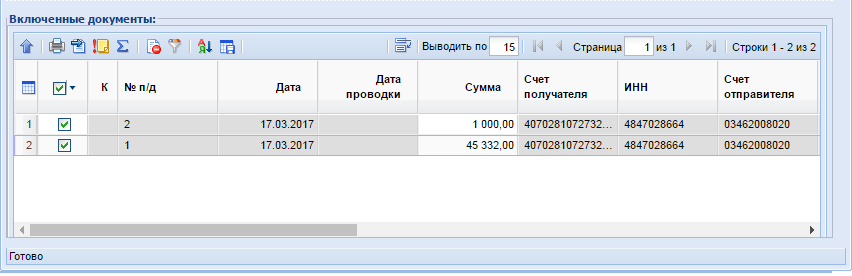 Включенные документы:
Выводить по 15 Страница 1 из 1 Строки 1 - 2 из 2
К № п/д Дата Дата проводки Сумма Счет получателя ИНН Счет отправителя
1 2 17.03.2017 1 000,00 4070281072732... 4847028664 03462008020
2 1 17.03.2017 45 332,00 4070281072732... 4847028664 03462008020
Готово